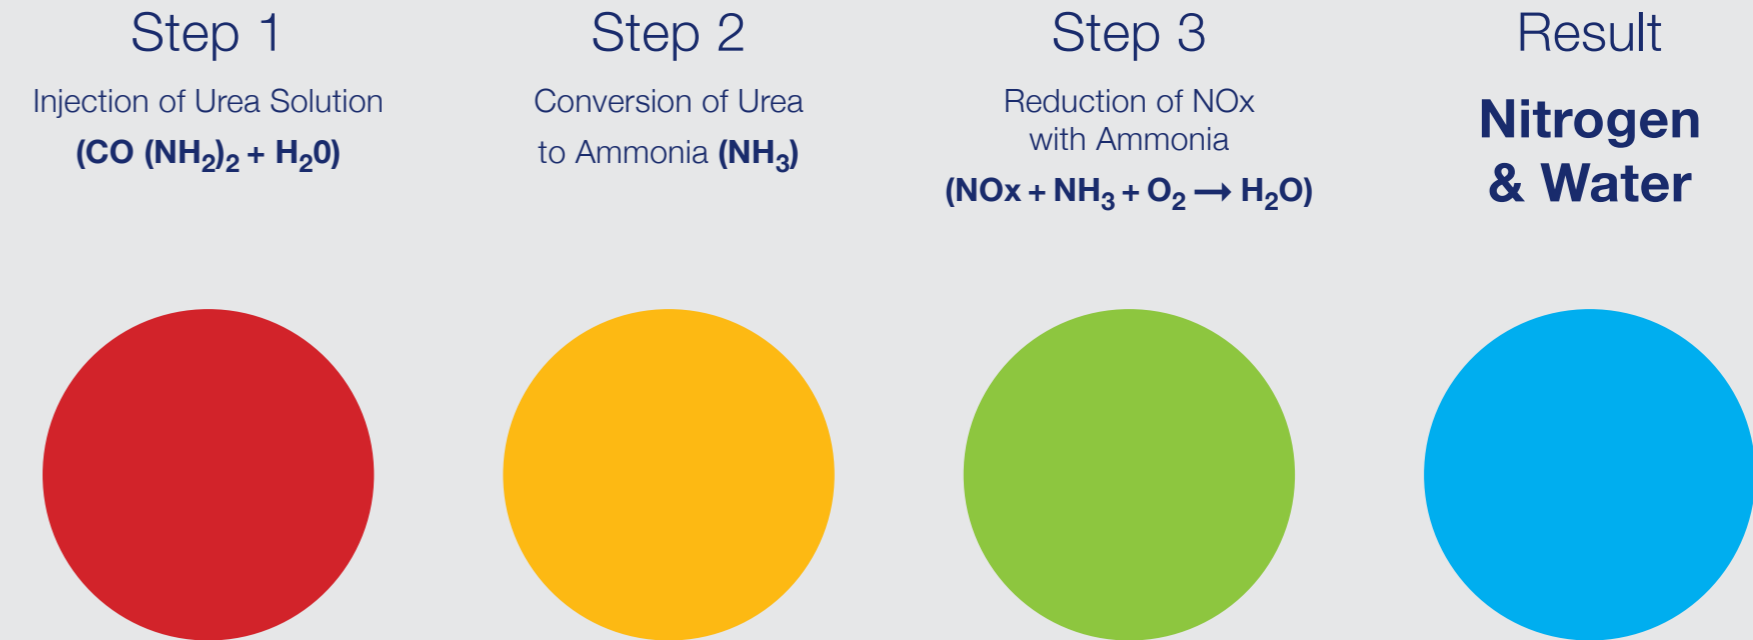 Step 1
Injection of Urea Solution
(CO (NH₂)₂ + H₂0)
Step 2
Conversion of Urea
to Ammonia (NH₃)
Step 3
Reduction of NOx
with Ammonia
(NOx + NH₃ + O₂ → H₂O)
Result
Nitrogen
& Water